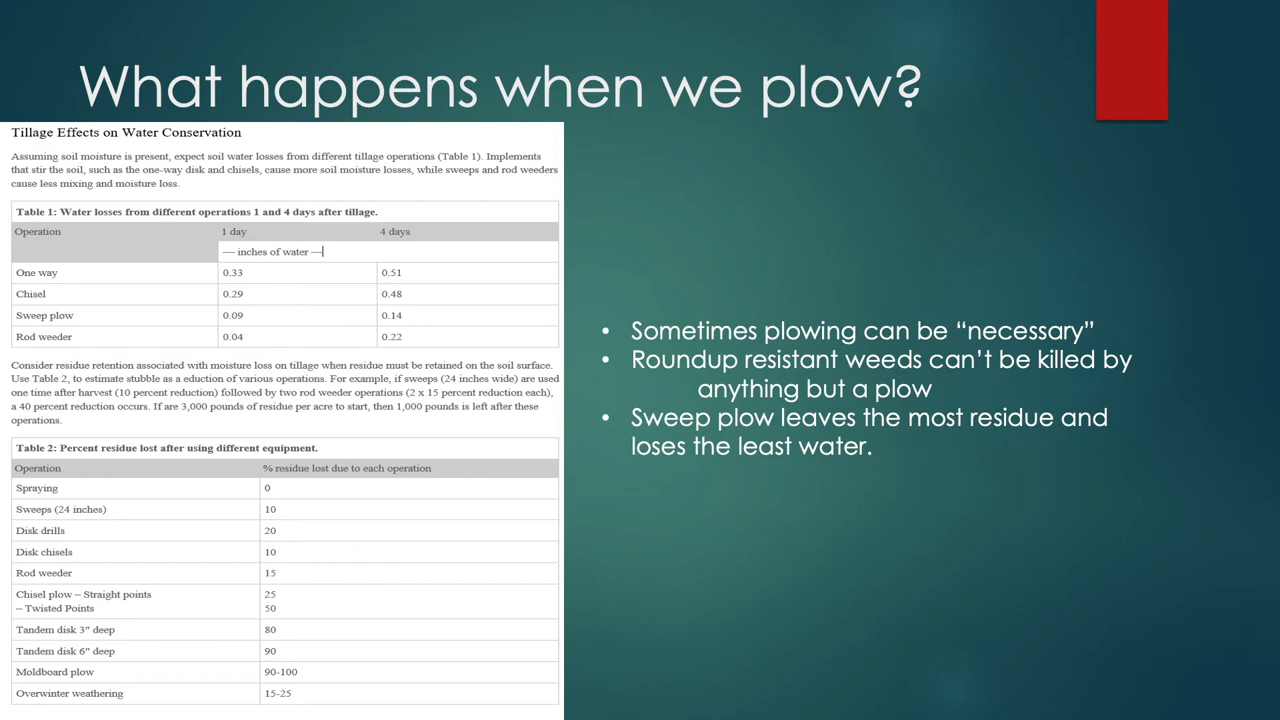 What happens when we plow?
Tillage Effects on Water Conservation
Assuming soil moisture is present, expect soil water losses from different tillage operations (Table 1). Implements
that stir the soil, such as the one-way disk and chisels, cause more soil moisture losses, while sweeps and rod weeders
cause less mixing and moisture loss.
Table 1: Water losses from different operations 1 and 4 days after tillage.
Operation 1 day 4 days
— inches of water —
One way 0.33 0.51
Chisel 0.29 0.48
Sweep plow 0.09 0.14
Rod weeder 0.04 0.22
Consider residue retention associated with moisture loss on tillage when residue must be retained on the soil surface.
Use Table 2, to estimate stubble as a eduction of various operations. For example, if sweeps (24 inches wide) are used
one time after harvest (10 percent reduction) followed by two rod weeder operations (2 x 15 percent reduction each),
a 40 percent reduction occurs. If are 3,000 pounds of residue per acre to start, then 1,000 pounds is left after these
operations.
Table 2: Percent residue lost after using different equipment.
Operation % residue lost due to each operation
Spraying 0
Sweeps (24 inches) 10
Disk drills 20
Disk chisels 10
Rod weeder 15
Chisel plow – Straight points 25
– Twisted Points 50
Tandem disk 3″ deep 80
Tandem disk 6″ deep 90
Moldboard plow 90-100
Overwinter weathering 15-25
• Sometimes plowing can be “necessary”
• Roundup resistant weeds can’t be killed by
anything but a plow
• Sweep plow leaves the most residue and
loses the least water.